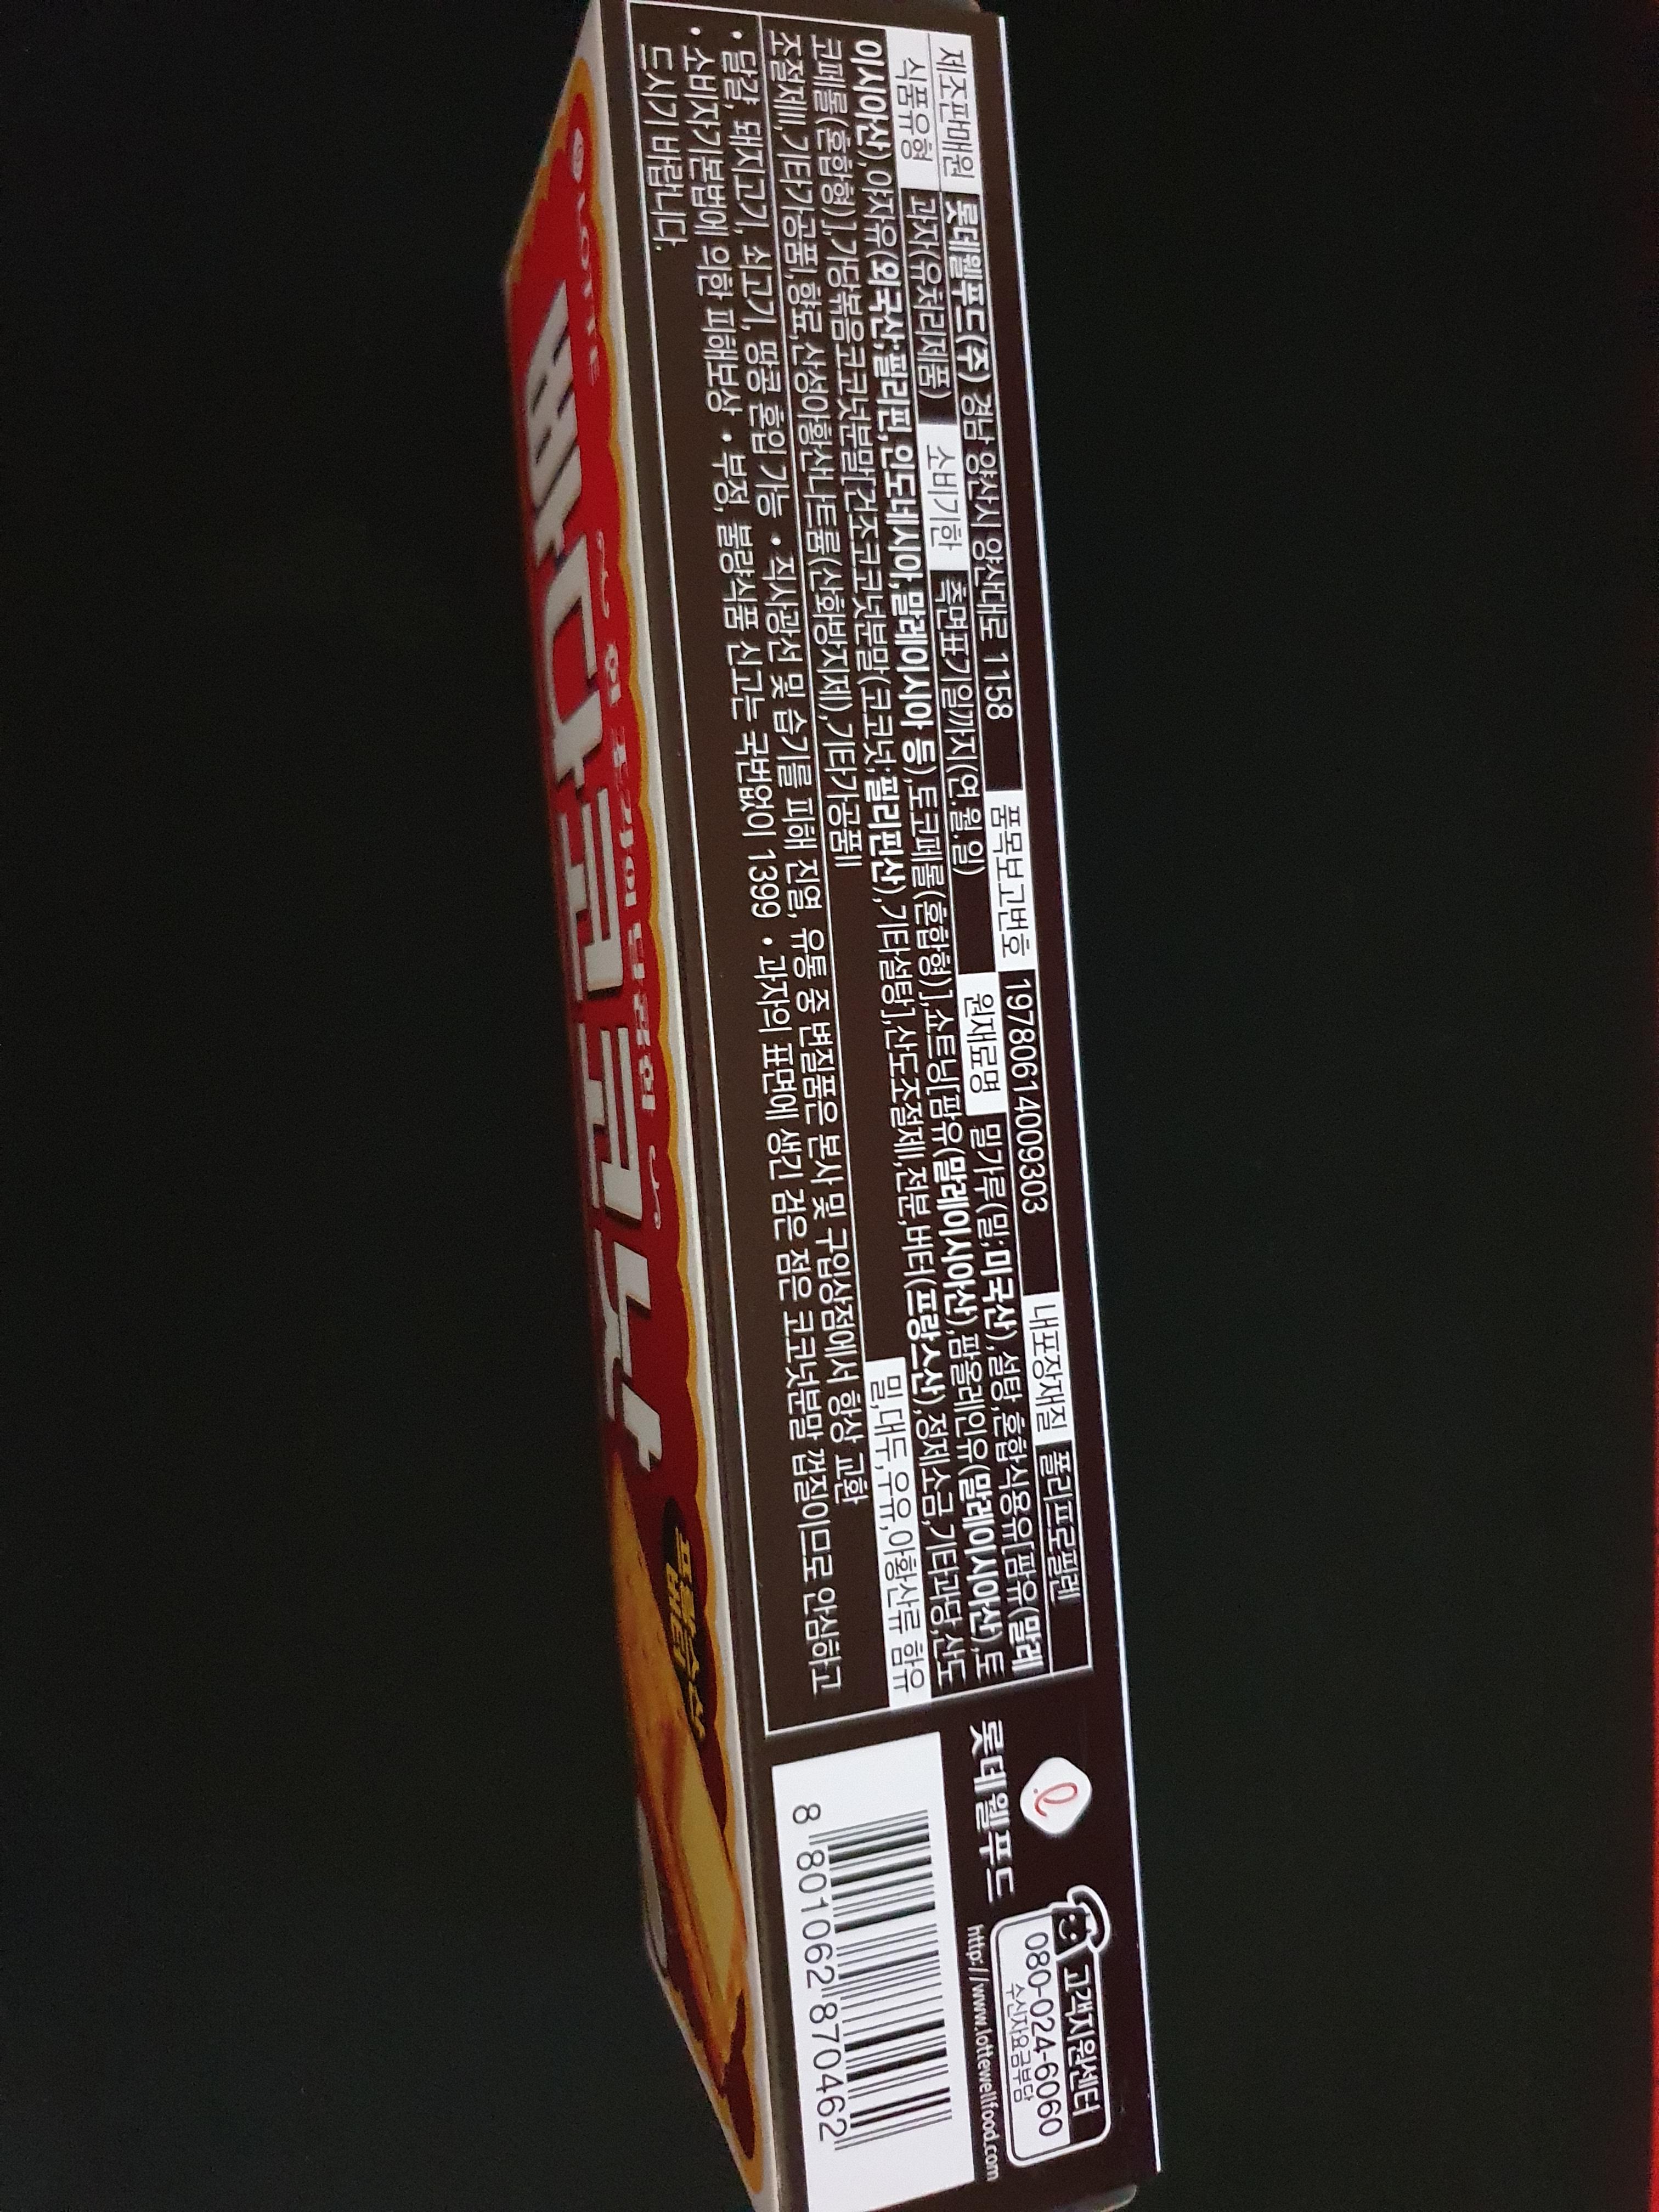 제조판매원 롯데웰푸드(주) 경남 양산시 양산대로 1158 품목보고번호 19780614009303 내포장재질 폴리프로필렌
식품유형 과자(유처리제품) 소비기한 측면표기일까지(연.월.일) 원재료명 밀가루(밀:미국산),설탕,혼합식용유[팜유(말레
이시아산),야자유(외국산;필리핀,인도네시아,말레이시아 등),토코페롤(혼합형)],쇼트닝[팜유(말레이시아산),팜올레인유(말레이시아산),토
코페롤(혼합형)],가당볶음코코넛분말[건조코코넛분말(코코넛;필리핀산),기타설탕],산도조절제I,전분,버터(프랑스산),정제소금,기타과당,산도
조절제II,기타가공품I,향료,산성아황산나트륨(산화방지제),기타가공품II 밀,대두,우유,아황산류 함유
• 달걀, 돼지고기, 쇠고기, 땅콩 혼입 가능 • 직사광선 및 습기를 피해 진열, 유통 중 변질품은 본사 및 구입상점에서 항상 교환
• 소비자기본법에 의한 피해보상 • 부정, 불량식품 신고는 국번없이 1399 • 과자의 표면에 생긴 검은 점은 코코넛분말 껍질이므로 안심하고
드시기 바랍니다.
롯데웰푸드
고객지원센터
080-024-6060
수신자요금부담
http://www.lottewellfood.com
8 801062 870462
LOTTE
빠다코코낫
프랑스산
버터